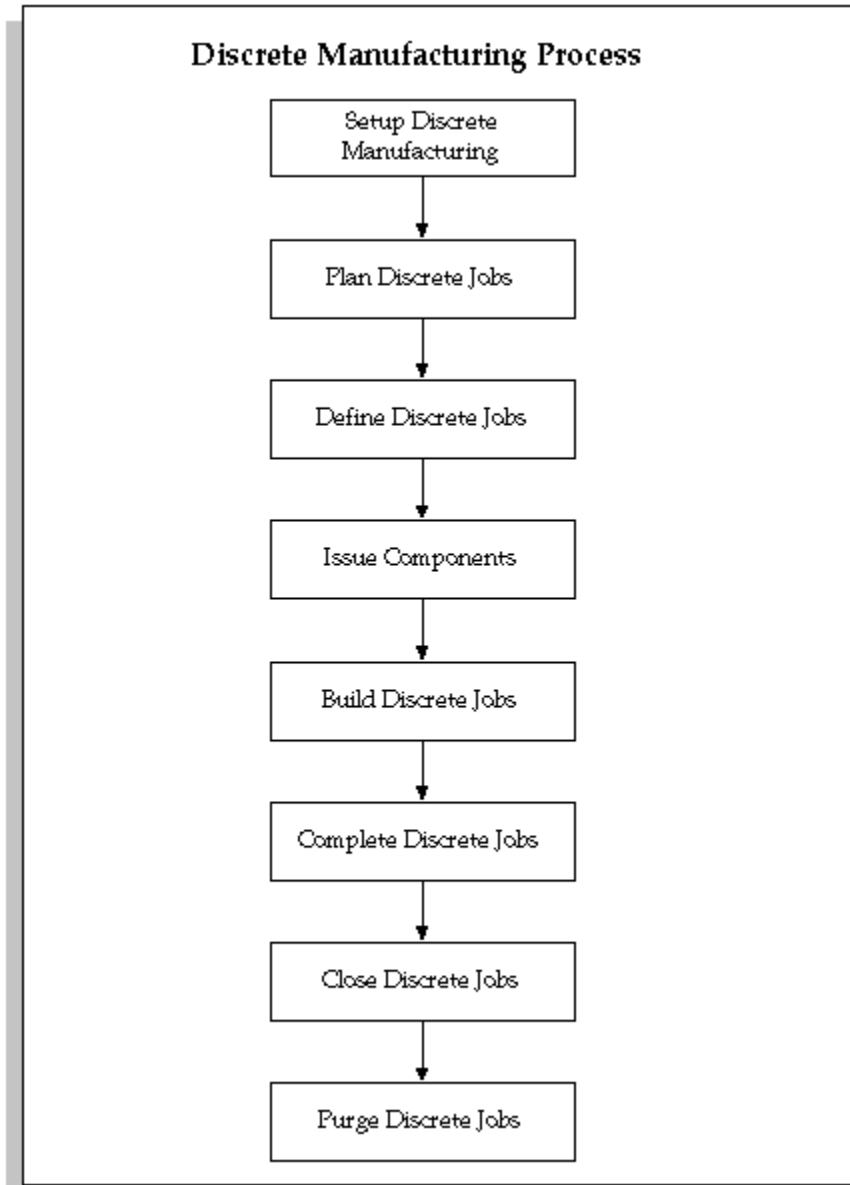 Discrete Manufacturing Process
Setup Discrete
Manufacturing
Plan Discrete Jobs
Define Discrete Jobs
Issue Components
Build Discrete Jobs
Complete Discrete Jobs
Close Discrete Jobs
Purge Discrete Jobs